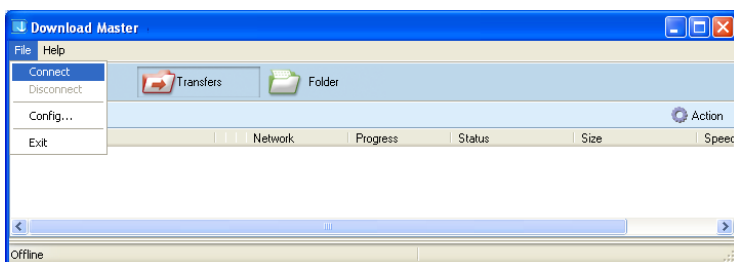 Download Master
File Help
Connect
Disconnect
Config...
Exit
Transfers Folder
Action
Network Progress Status Size Speed
Offline